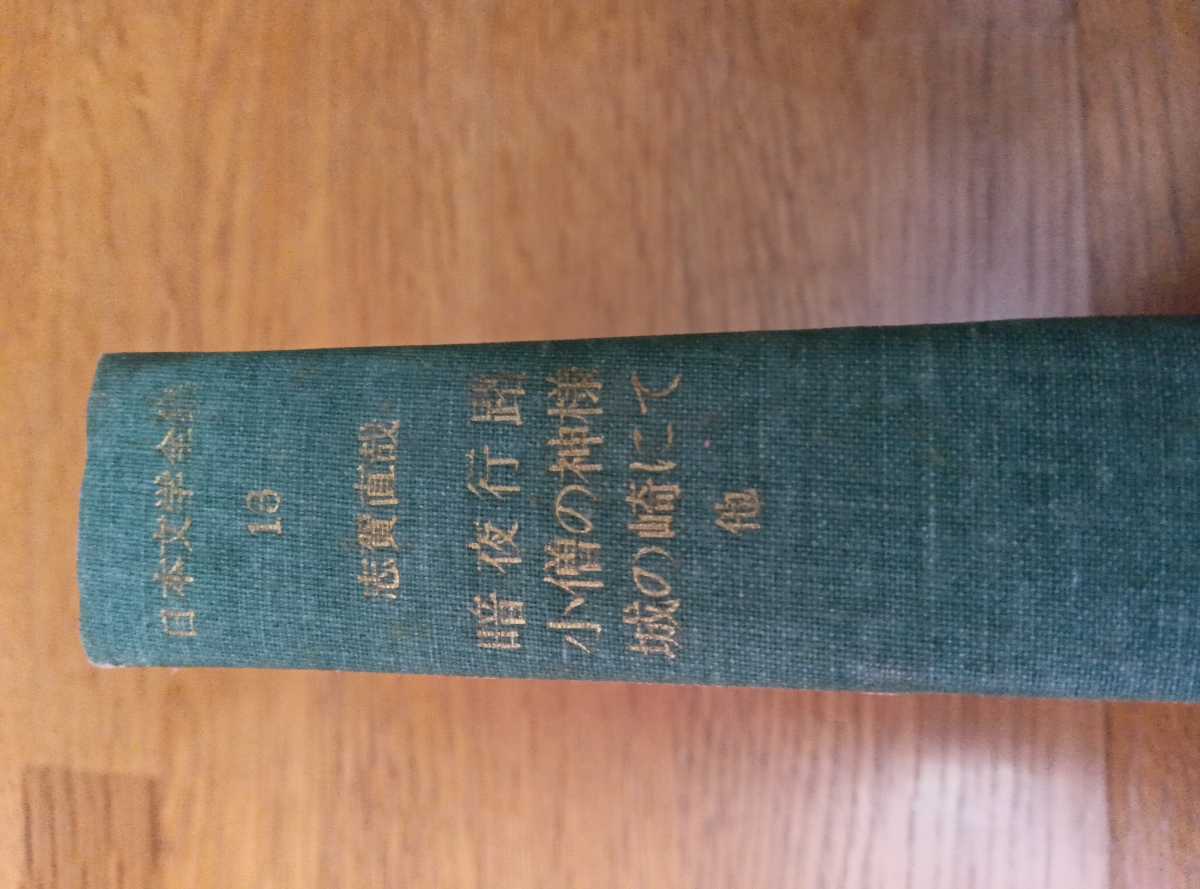 日本文学全集
13
志賀直哉
暗夜行路
小僧の神様
城の崎にて
他